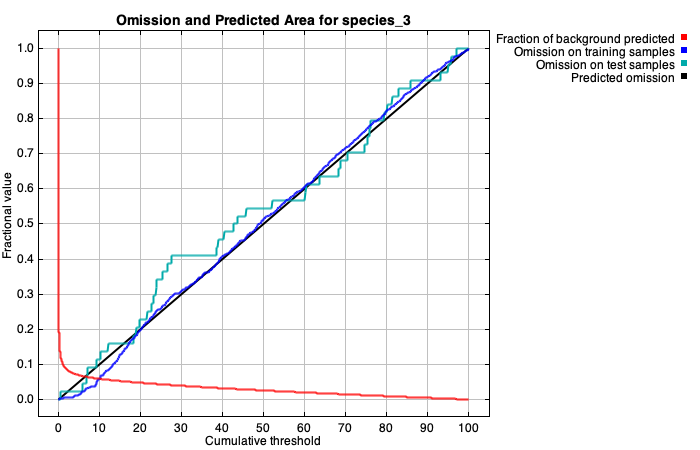 Omission and Predicted Area for species_3
Fraction of background predicted
Omission on training samples
Omission on test samples
Predicted omission
Fractional value
1.0
0.9
0.8
0.7
0.6
0.5
0.4
0.3
0.2
0.1
0.0
0 10 20 30 40 50 60 70 80 90 100
Cumulative threshold